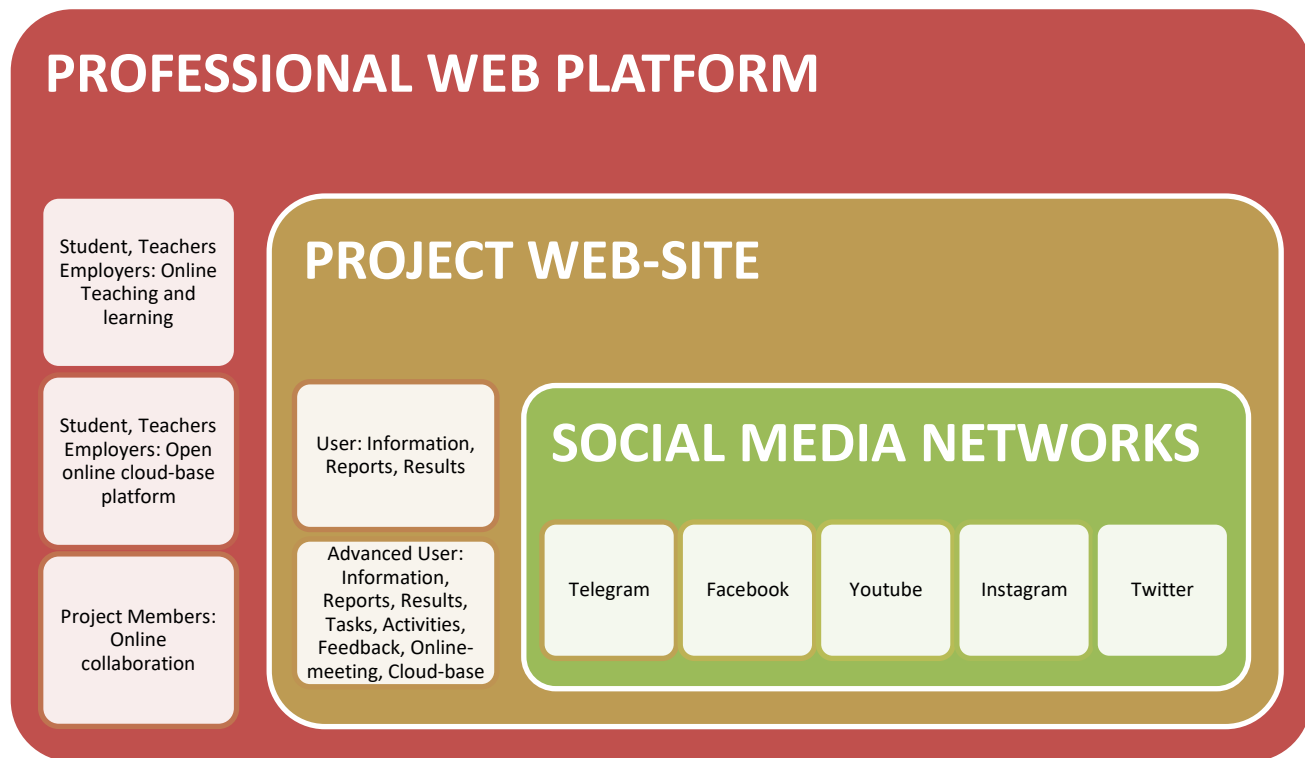 PROFESSIONAL WEB PLATFORM
Student, Teachers
Employers: Online
Teaching and
learning
Student, Teachers
Employers: Open
online cloud-base
platform
Project Members:
Online
collaboration
PROJECT WEB-SITE
User: Information,
Reports, Results
Advanced User:
Information,
Reports, Results,
Tasks, Activities,
Feedback, Online-
meeting, Cloud-base
SOCIAL MEDIA NETWORKS
Telegram
Facebook
Youtube
Instagram
Twitter